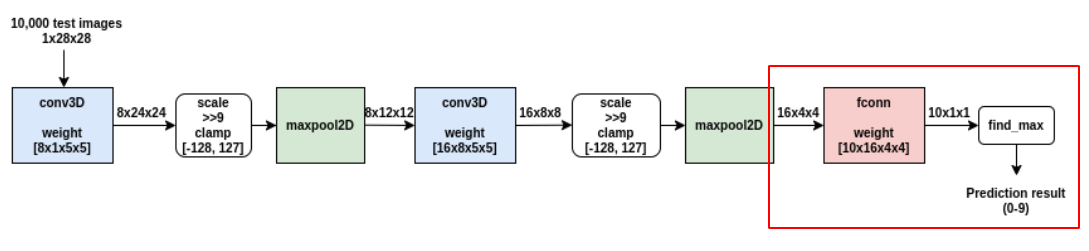 10,000 test images
1x28x28
conv3D
weight
[8x1x5x5]
8x24x24
scale
>>9
clamp
[-128, 127]
maxpool2D
8x12x12
conv3D
weight
[16x8x5x5]
16x8x8
scale
>>9
clamp
[-128, 127]
maxpool2D
16x4x4
fconn
weight
[10x16x4x4]
10x1x1
find_max
Prediction result
(0-9)